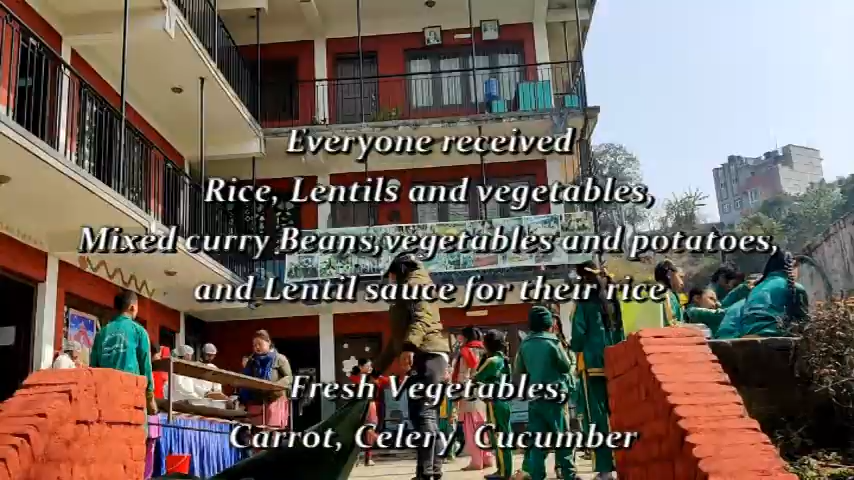 Everyone received
Rice, Lentils and vegetables,
Mixed curry Beans,vegetables and potatoes,
and Lentil sauce for their rice
Fresh Vegetables,
Carrot, Celery, Cucumber